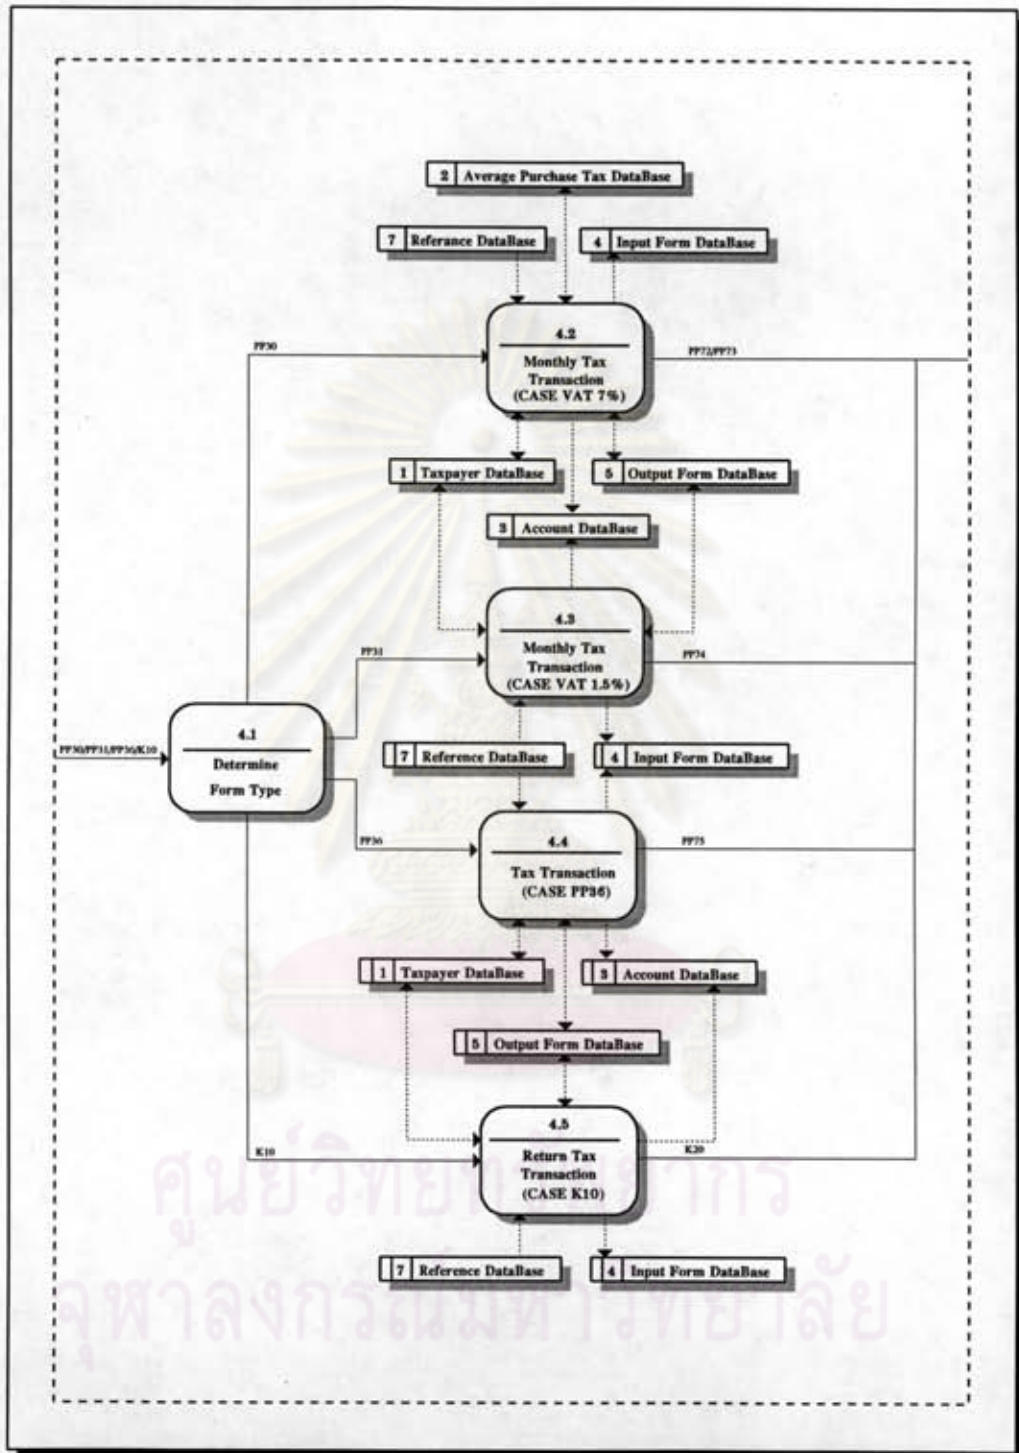 2 Average Purchase Tax DataBase
7 Referance DataBase
4 Input Form DataBase
4.2
Monthly Tax
Transaction
(CASE VAT 7%)
PP30
PP72/PP73
1 Taxpayer DataBase
5 Output Form DataBase
3 Account DataBase
4.3
Monthly Tax
Transaction
(CASE VAT 1.5%)
PP31
PP74
PP30/PP31/PP36/K10
4.1
Determine
Form Type
7 Reference DataBase
4 Input Form DataBase
4.4
Tax Transaction
(CASE PP36)
PP36
PP75
1 Taxpayer DataBase
3 Account DataBase
5 Output Form DataBase
4.5
Return Tax
Transaction
(CASE K10)
K10
K20
7 Reference DataBase
4 Input Form DataBase
ศูนย์วิทยทรัพยากร
จุฬาลงกรณ์มหาวิทยาลัย